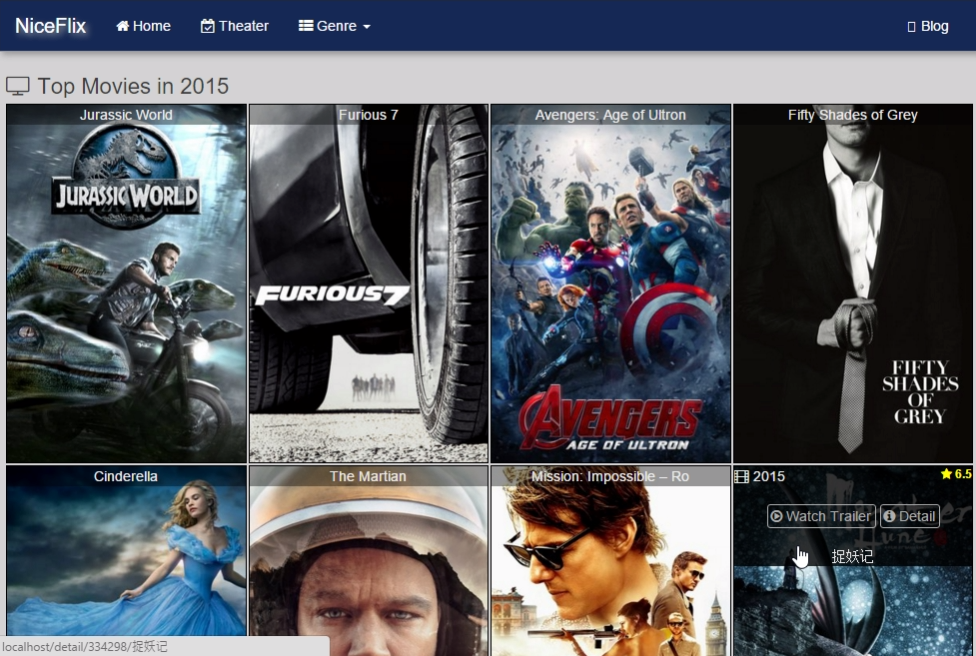 NiceFlix Home Theater Genre Blog
Top Movies in 2015
Jurassic World Furious 7 Avengers: Age of Ultron Fifty Shades of Grey
JURASSIC WORLD
FURIOUS7
FIFTY
SHADES
OF
GREY
AVENGERS
AGE OF ULTRON
Cinderella The Martian Mission: Impossible – Ro 2015 6.5
Watch Trailer Detail
捉妖记
localhost/detail/334298/捉妖记